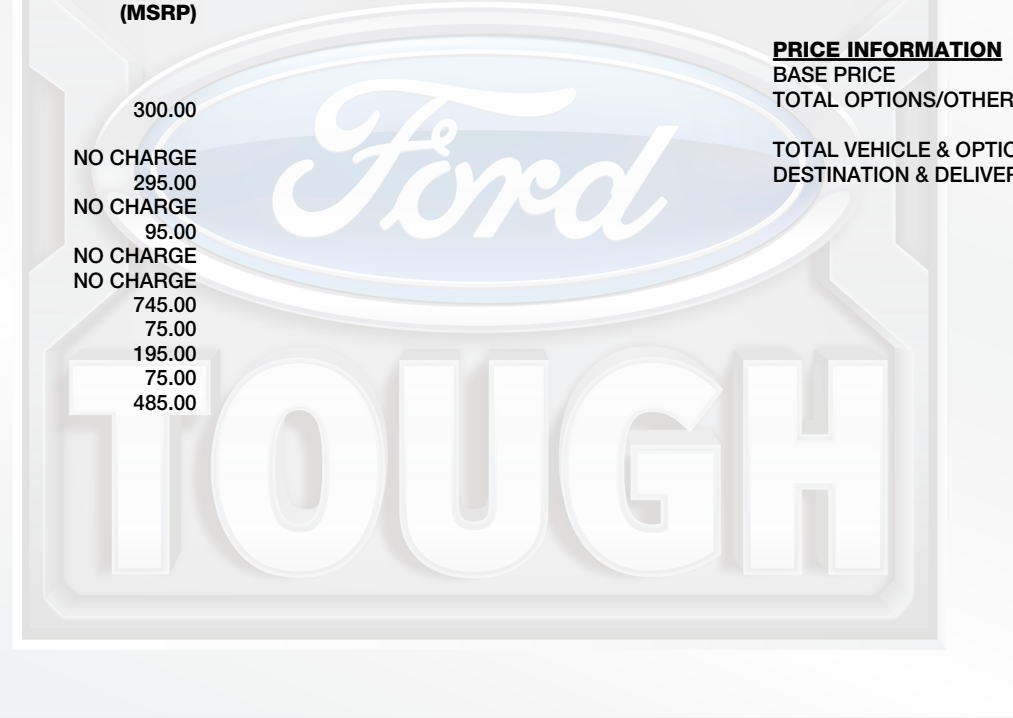 (MSRP)
300.00
NO CHARGE
295.00
NO CHARGE
95.00
NO CHARGE
NO CHARGE
745.00
75.00
195.00
75.00
485.00
PRICE INFORMATION
BASE PRICE
TOTAL OPTIONS/OTHER
TOTAL VEHICLE & OPTIO
DESTINATION & DELIVER
Ford
TOUGH